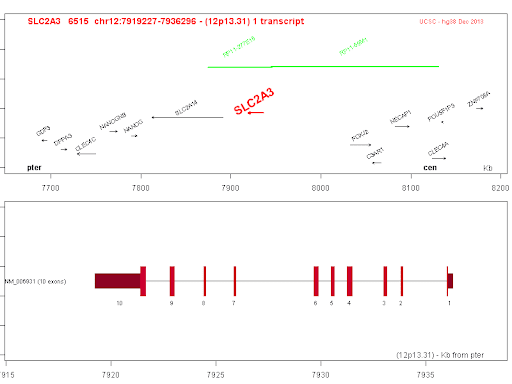 SLC2A3 6515 chr12:7919227-7936296 - (12p13.31) 1 transcript
UCSC - hg38 Dec 2013
SLC2A3
SLC2A14
GDF3
DPPA3
CLEC4C
NANOGNB
NANOG
FOXJ2
C3AR1
NECAP1
CLEC4A
POU5F1P3
ZNF705A
pter
cen
Kb
7700 7800 7900 8000 8100 8200
NM_006931 (10 exons)
10 9 8 7 6 5 4 3 2 1
(12p13.31) - Kb from pter
7915 7920 7925 7930 7935